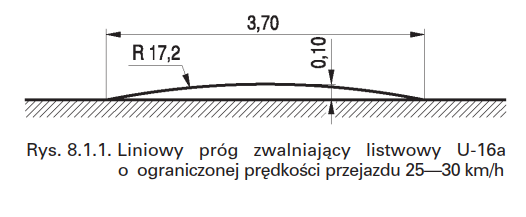 3,70
R 17,2
0,10
Rys. 8.1.1. Liniowy próg zwalniający listwowy U-16a
o ograniczonej prędkości przejazdu 25—30 km/h